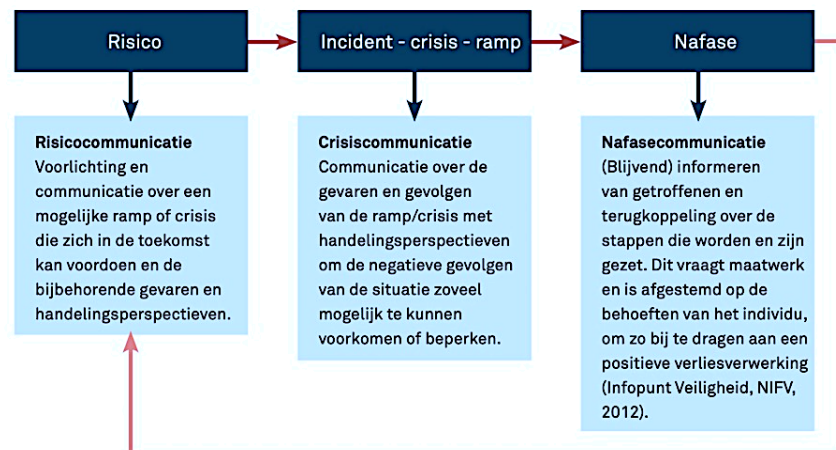 Risico
Incident - crisis - ramp
Nafase
Risicocommunicatie
Voorlichting en
communicatie over een
mogelijke ramp of crisis
die zich in de toekomst
kan voordoen en de
bijbehorende gevaren en
handelingsperspectieven.
Crisiscommunicatie
Communicatie over de
gevaren en gevolgen
van de ramp/crisis met
handelingsperspectieven
om de negatieve gevolgen
van de situatie zoveel
mogelijk te kunnen
voorkomen of beperken.
Nafasecommunicatie
(Blijvend) informeren
van getroffenen en
terugkoppeling over de
stappen die worden en zijn
gezet. Dit vraagt maatwerk
en is afgestemd op de
behoeften van het individu,
om zo bij te dragen aan een
positieve verliesverwerking
(Infopunt Veiligheid, NIFV,
2012).